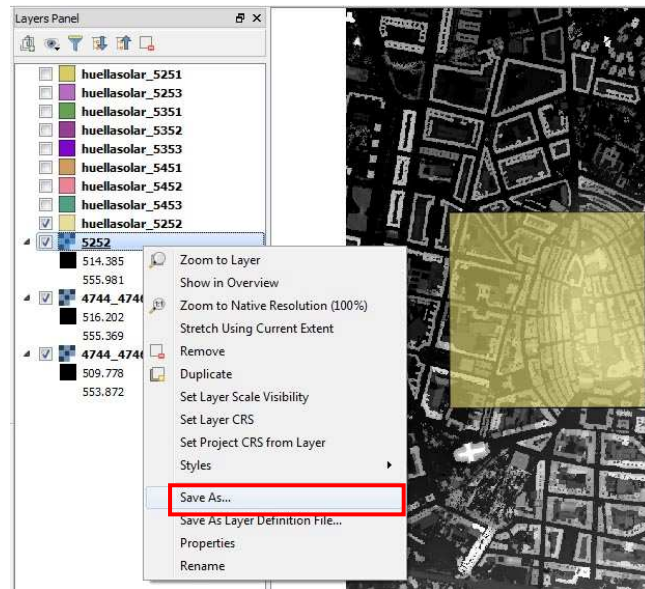 Layers Panel
huellasolar_5251
huellasolar_5253
huellasolar_5351
huellasolar_5352
huellasolar_5353
huellasolar_5451
huellasolar_5452
huellasolar_5453
huellasolar_5252
5252
514.385
555.981
4744_4746
516.202
555.369
4744_4746
509.778
553.872
Zoom to Layer
Show in Overview
Zoom to Native Resolution (100%)
Stretch Using Current Extent
Remove
Duplicate
Set Layer Scale Visibility
Set Layer CRS
Set Project CRS from Layer
Styles
Save As...
Save As Layer Definition File...
Properties
Rename